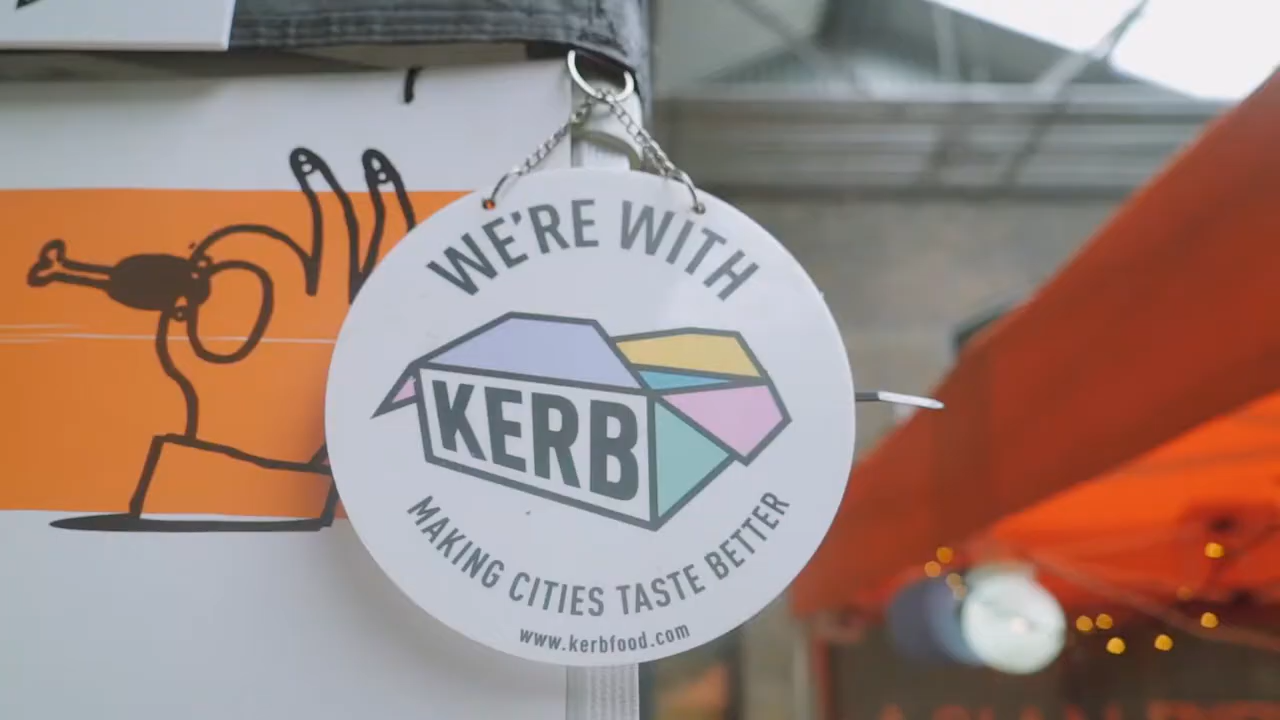 WE'RE WITH
KERB
MAKING CITIES TASTE BETTER
www.kerbfood.com